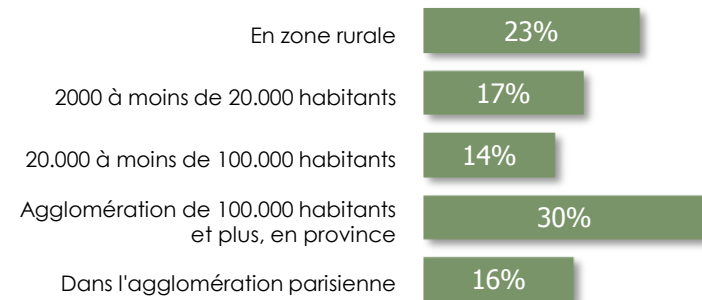 En zone rurale 23%
2000 à moins de 20.000 habitants 17%
20.000 à moins de 100.000 habitants 14%
Agglomération de 100.000 habitants
et plus, en province 30%
Dans l'agglomération parisienne 16%